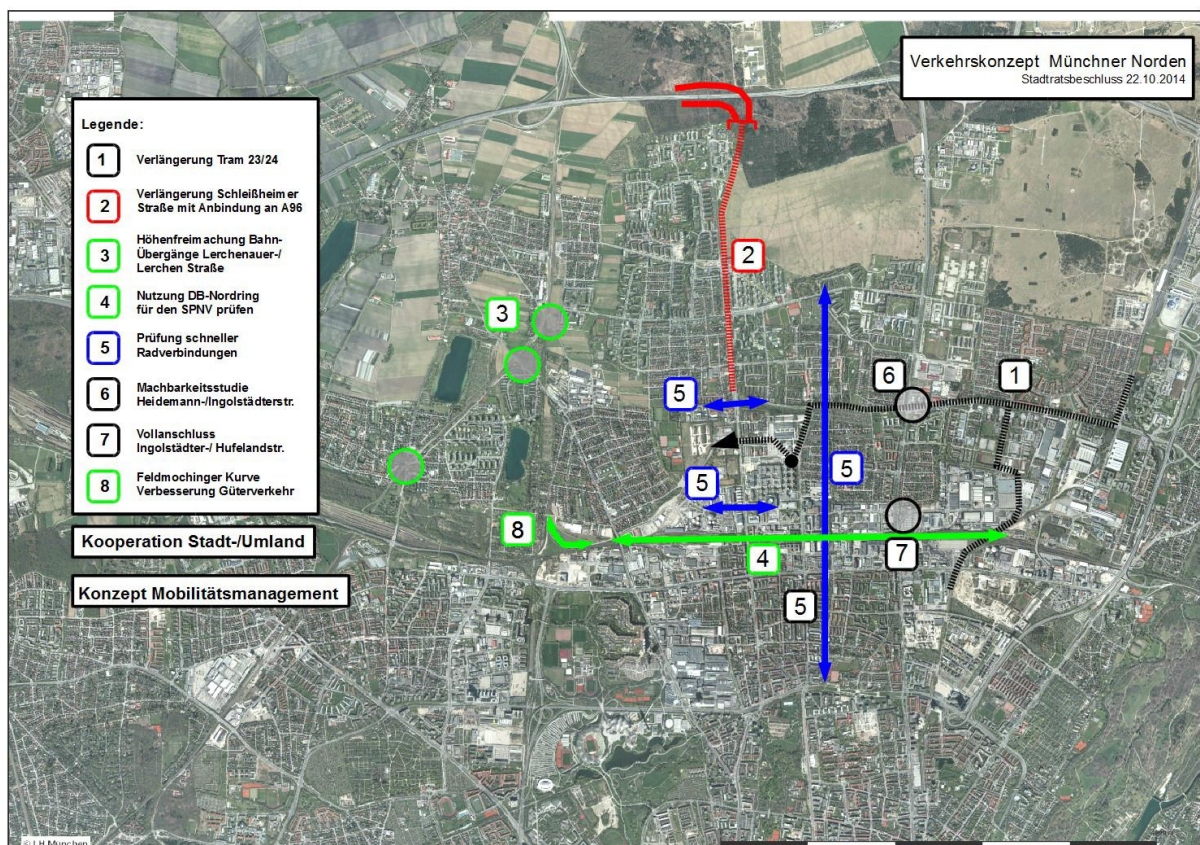 Verkehrskonzept Münchner Norden
Stadtratsbeschluss 22.10.2014
Legende:
1 Verlängerung Tram 23/24
2 Verlängerung Schleißheimer
Straße mit Anbindung an A96
3 Höhenfreimachung Bahn-
Übergänge Lerchenauer-/
Lerchen Straße
4 Nutzung DB-Nordring
für den SPNV prüfen
5 Prüfung schneller
Radverbindungen
6 Machbarkeitsstudie
Heidemann-/Ingolstädterstr.
7 Vollanschluss
Ingolstädter-/ Hufelandstr.
8 Feldmochinger Kurve
Verbesserung Güterverkehr
Kooperation Stadt-/Umland
Konzept Mobilitätsmanagement
2
3
6
1
5
5
5
8
4
7
5
© LH München